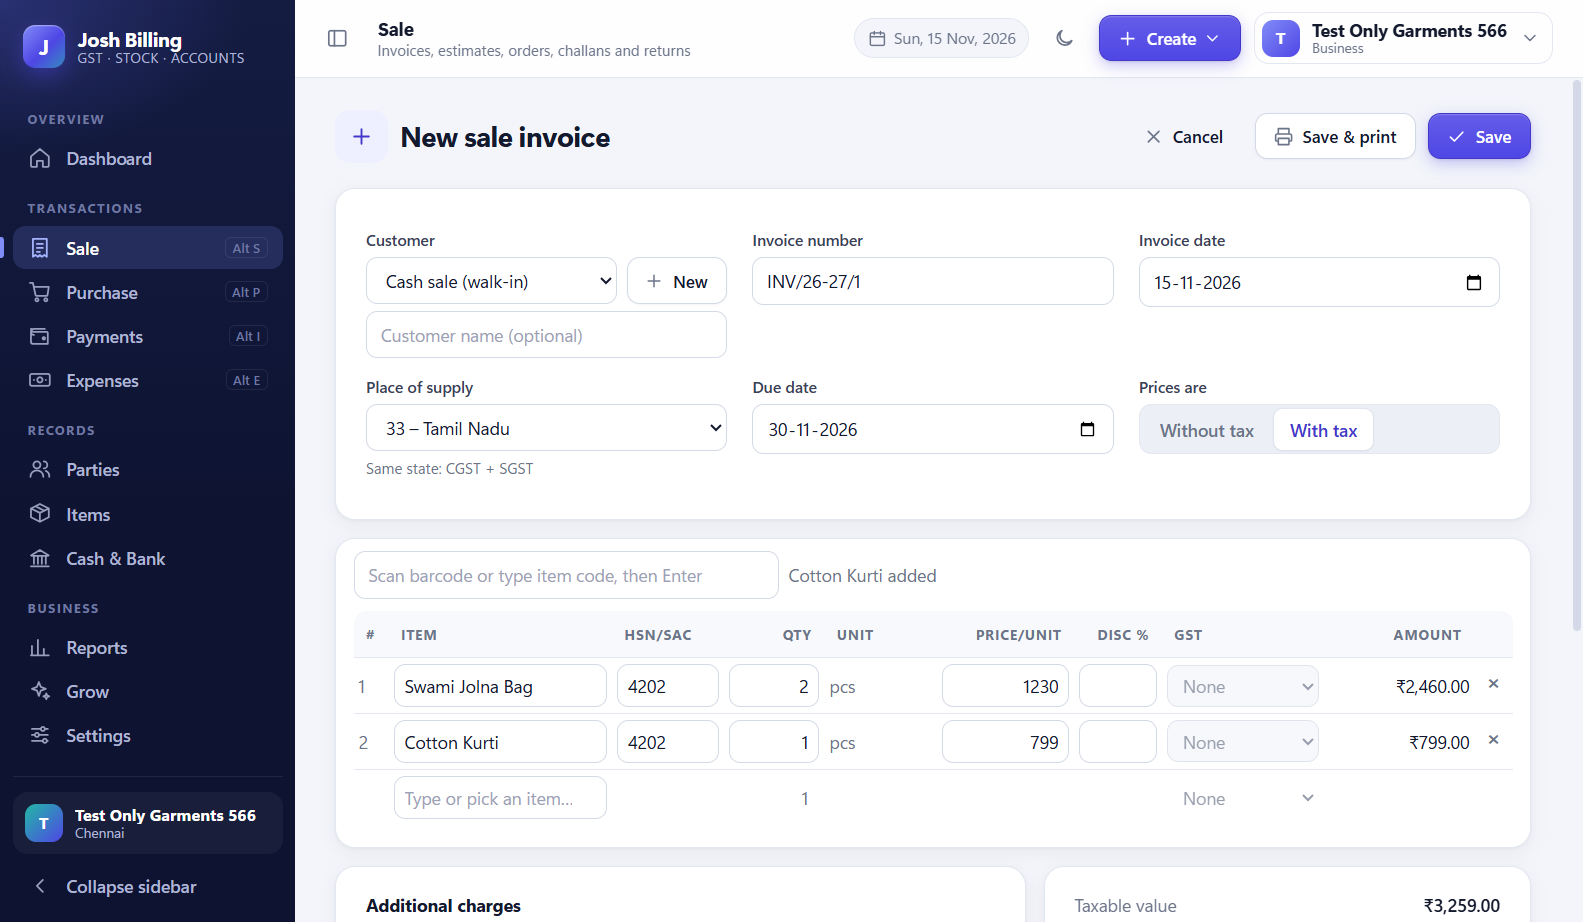 J
Josh Billing
GST · STOCK · ACCOUNTS
OVERVIEW
Dashboard
TRANSACTIONS
Sale Alt S
Purchase Alt P
Payments Alt I
Expenses Alt E
RECORDS
Parties
Items
Cash & Bank
BUSINESS
Reports
Grow
Settings
T
Test Only Garments 566
Chennai
Collapse sidebar
Sale
Invoices, estimates, orders, challans and returns
Sun, 15 Nov, 2026
Create
T
Test Only Garments 566
Business
New sale invoice
Cancel
Save & print
Save
Customer Invoice number Invoice date
Cash sale (walk-in) New INV/26-27/1 15-11-2026
Customer name (optional)
Place of supply Due date Prices are
33 – Tamil Nadu 30-11-2026 Without tax With tax
Same state: CGST + SGST
Scan barcode or type item code, then Enter Cotton Kurti added
# ITEM HSN/SAC QTY UNIT PRICE/UNIT DISC % GST AMOUNT
1 Swami Jolna Bag 4202 2 pcs 1230 None ₹2,460.00
2 Cotton Kurti 4202 1 pcs 799 None ₹799.00
Type or pick an item... 1 None
Additional charges
Taxable value ₹3,259.00